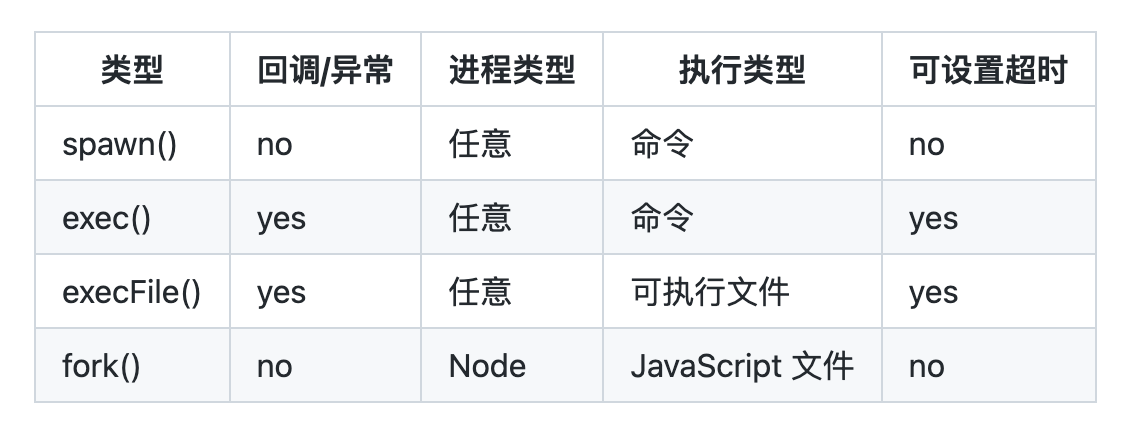 类型 回调/异常 进程类型 执行类型 可设置超时
spawn() no 任意 命令 no
exec() yes 任意 命令 yes
execFile() yes 任意 可执行文件 yes
fork() no Node JavaScript 文件 no